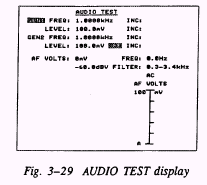 AUDIO TEST
GEN1 FREQ: 1.0000kHz INC:
LEVEL: 100.0mV INC:
GEN2 FREQ: 1.0000kHz INC:
LEVEL: 100.0mV INC:
AF VOLTS: 0mV FREQ: 0.0Hz
-60.0dBV FILTER: 0.3-3.4kHz
AC
AF VOLTS
100 mV
0
Fig. 3-29 AUDIO TEST display